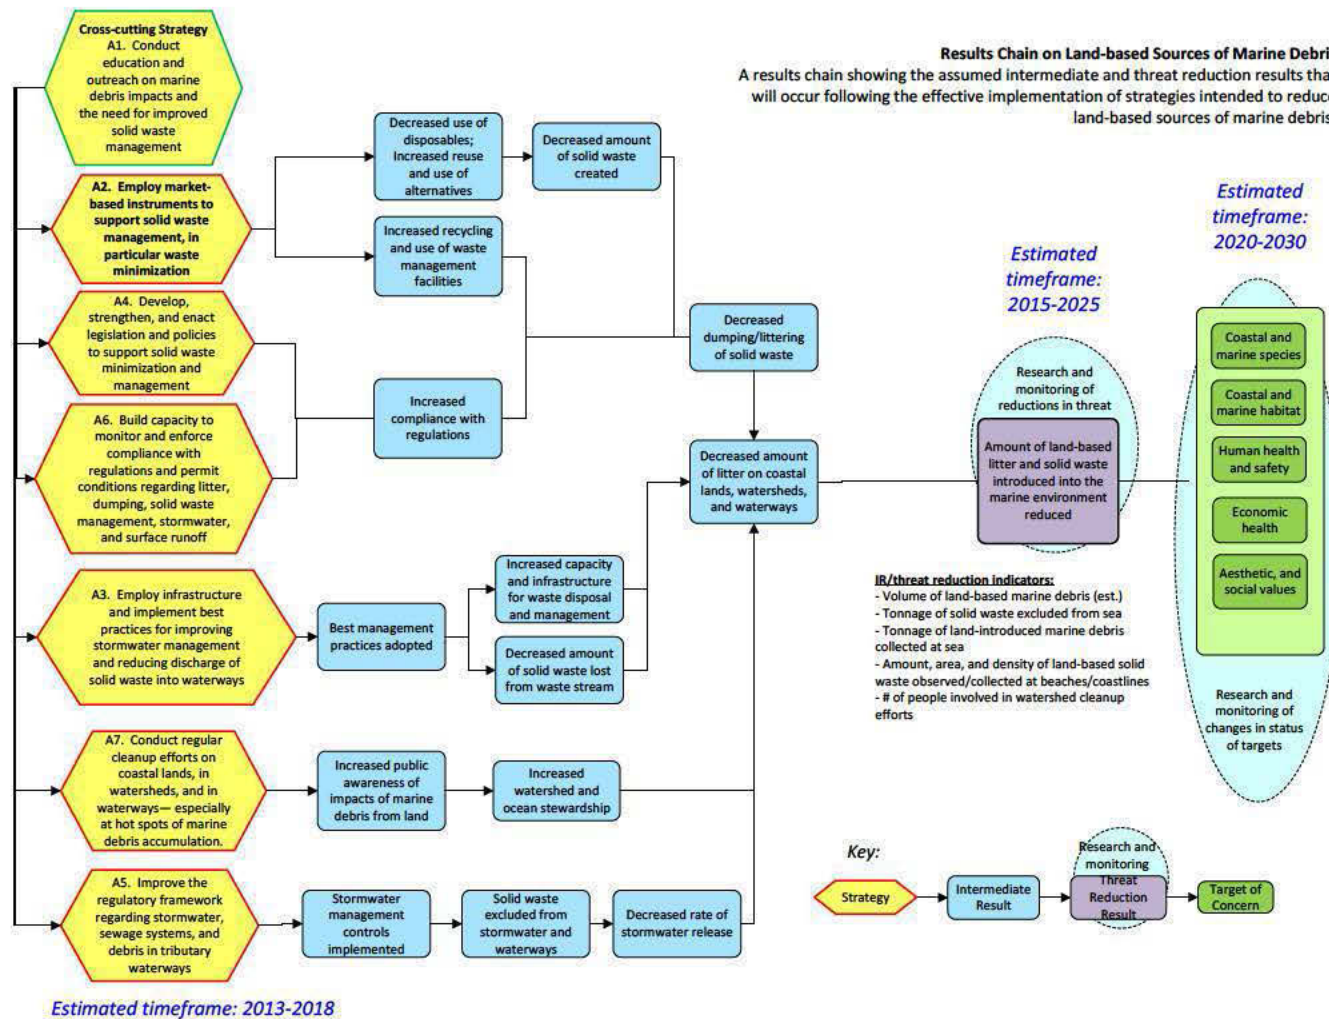 Cross-cutting Strategy
A1. Conduct
education and
outreach on marine
debris impacts and
the need for improved
solid waste
management
Results Chain on Land-based Sources of Marine Debri
A results chain showing the assumed intermediate and threat reduction results tha
will occur following the effective implementation of strategies intended to reduce
land-based sources of marine debris
A2. Employ market-
based instruments to
support solid waste
management, in
particular waste
minimization
Decreased use of
disposables;
Increased reuse
and use of
alternatives
Decreased amount
of solid waste
created
Increased recycling
and use of waste
management
facilities
A4. Develop,
strengthen, and enact
legislation and policies
to support solid waste
minimization and
management
A6. Build capacity to
monitor and enforce
compliance with
regulations and permit
conditions regarding litter,
dumping, solid waste
management, stormwater,
and surface runoff
Increased
compliance with
regulations
Decreased
dumping/littering
of solid waste
Decreased amount
of litter on coastal
lands, watersheds,
and waterways
Estimated
timeframe:
2015-2025
Research and
monitoring of
reductions in threat
Amount of land-based
litter and solid waste
introduced into the
marine environment
reduced
Estimated
timeframe:
2020-2030
Coastal and
marine species
Coastal and
marine habitat
Human health
and safety
Economic
health
Aesthetic, and
social values
Research and
monitoring of
changes in status
of targets
IR/threat reduction indicators:
- Volume of land-based marine debris (est.)
- Tonnage of solid waste excluded from sea
- Tonnage of land-introduced marine debris
collected at sea
- Amount, area, and density of land-based solid
waste observed/collected at beaches/coastlines
- # of people involved in watershed cleanup
efforts
A3. Employ infrastructure
and implement best
practices for improving
stormwater management
and reducing discharge of
solid waste into waterways
Best management
practices adopted
Increased capacity
and infrastructure
for waste disposal
and management
Decreased amount
of solid waste lost
from waste stream
A7. Conduct regular
cleanup efforts on
coastal lands, in
watersheds, and in
waterways— especially
at hot spots of marine
debris accumulation.
Increased public
awareness of
impacts of marine
debris from land
Increased
watershed and
ocean stewardship
A5. Improve the
regulatory framework
regarding stormwater,
sewage systems, and
debris in tributary
waterways
Stormwater
management
controls
implemented
Solid waste
excluded from
stormwater and
waterways
Decreased rate of
stormwater release
Key:
Strategy
Intermediate
Result
Research and
monitoring
Threat
Reduction
Result
Target of
Concern
Estimated timeframe: 2013-2018